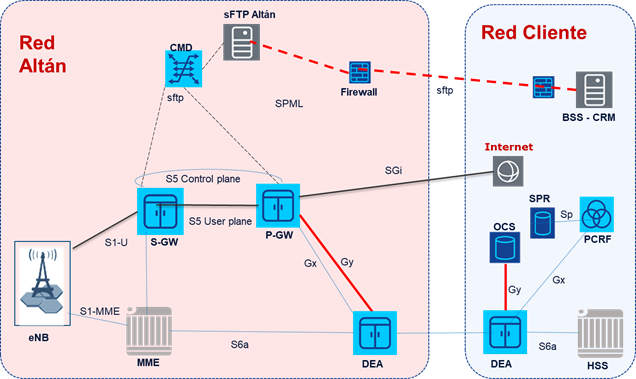 Red
Altán
sFTP Altán
CMD
sftp
Firewall
SPML
sftp
Red Cliente
BSS - CRM
Internet
SGi
S5 Control plane
S5 User plane
S-GW
P-GW
S1-U
eNB
S1-MME
MME
S6a
Gx
Gy
DEA
OCS
SPR
Sp
PCRF
Gy
Gx
DEA
S6a
HSS